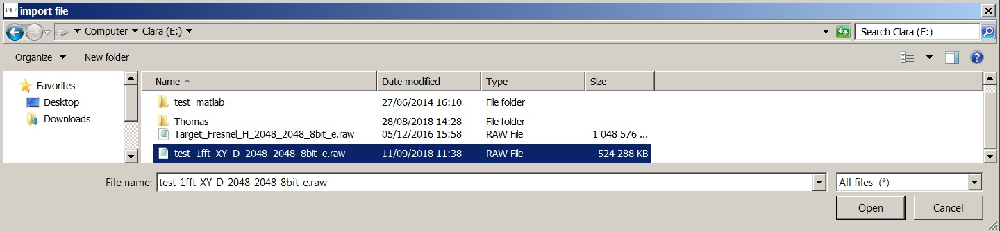 import file
Computer Clara (E:) Search Clara (E:)
Organize New folder
Name Date modified Type Size
Favorites
Desktop
Downloads
test_matlab 27/06/2014 16:10 File folder
Thomas 28/08/2018 14:28 File folder
Target_Fresnel_H_2048_2048_8bit_e.raw 05/12/2016 15:58 RAW File 1 048 576 ...
test_1fft_XY_D_2048_2048_8bit_e.raw 11/09/2018 11:38 RAW File 524 288 KB
File name: test_1fft_XY_D_2048_2048_8bit_e.raw All files (*)
Open Cancel